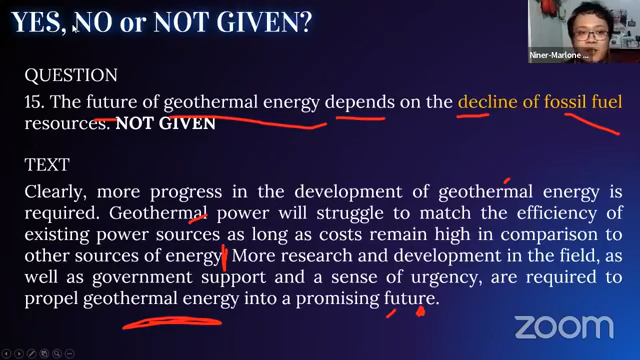 YES, NO or NOT GIVEN?
Niner-Marlone ...
QUESTION
15. The future of geothermal energy depends on the decline of fossil fuel
resources. NOT GIVEN
TEXT
Clearly, more progress in the development of geothermal energy is
required. Geothermal power will struggle to match the efficiency of
existing power sources as long as costs remain high in comparison to
other sources of energy. More research and development in the field, as
well as government support and a sense of urgency, are required to
propel geothermal energy into a promising future.
zoom